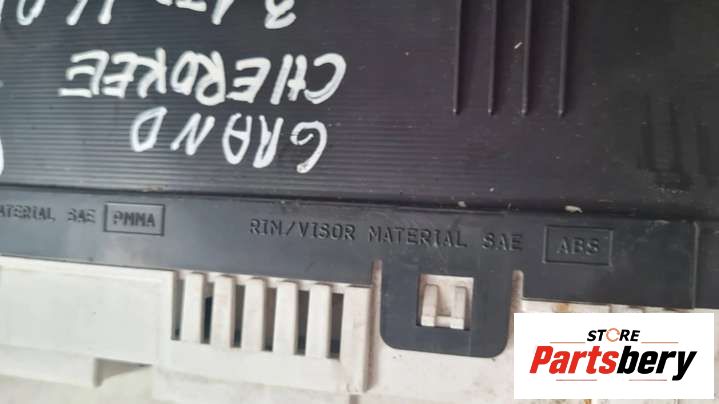 GRAND
CHEROKEE
MATERIAL SAE PMMA
RIM/VISOR MATERIAL SAE ABS
STORE
Partsbery